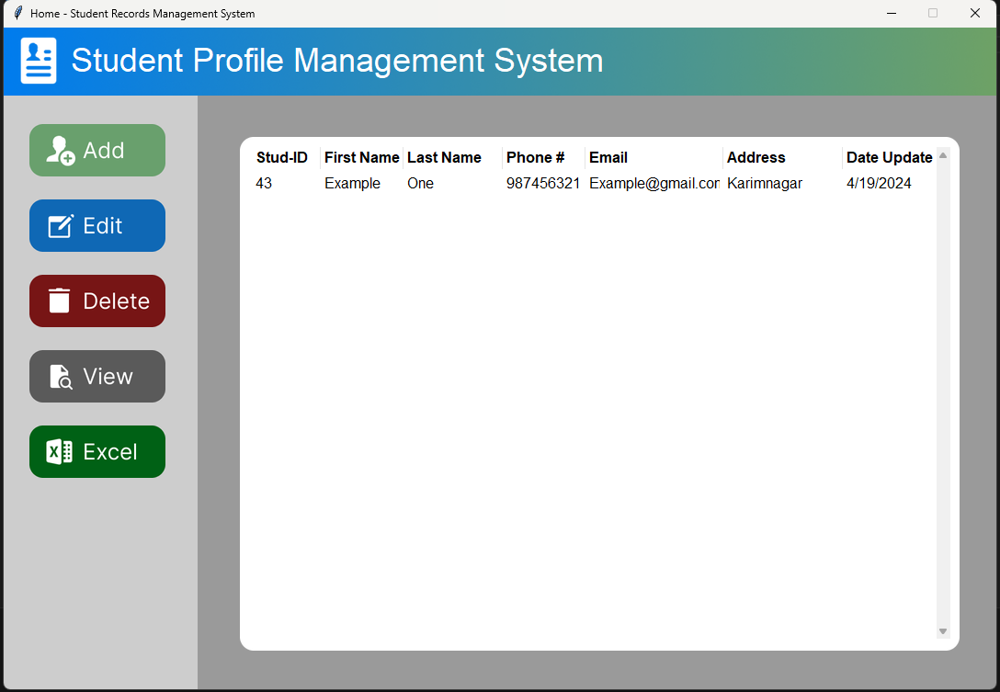 Home - Student Records Management System
Student Profile Management System
Add
Edit
Delete
View
Excel
Stud-ID First Name Last Name Phone # Email Address Date Update
43 Example One 987456321 Example@gmail.con Karimnagar 4/19/2024